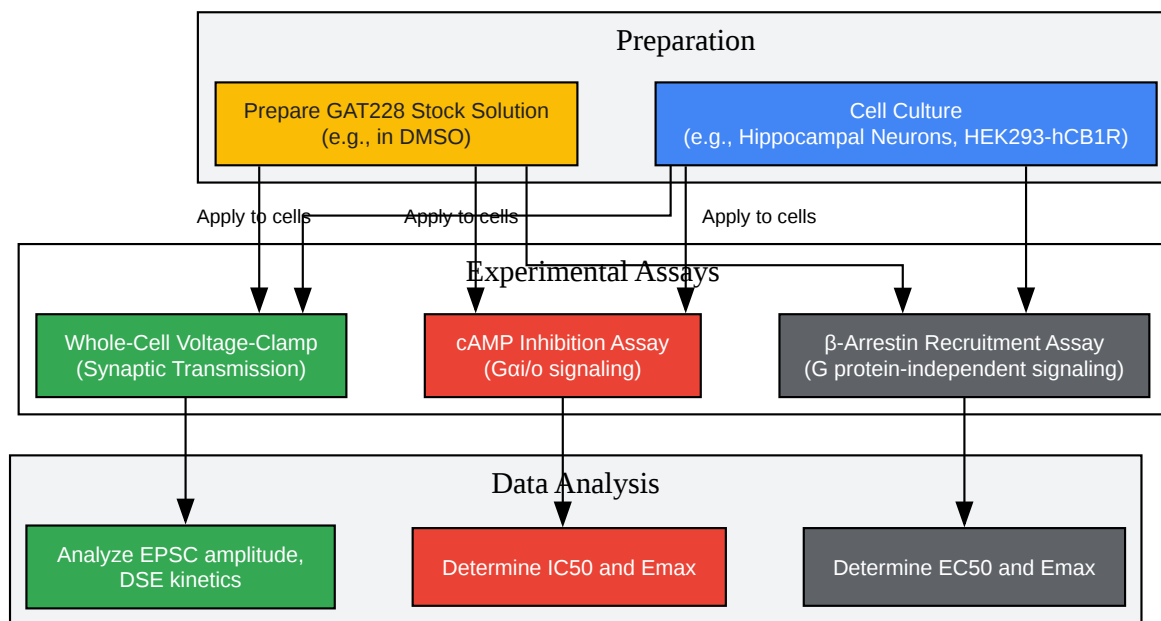 Preparation
Prepare GAT228 Stock Solution
(e.g., in DMSO)
Cell Culture
(e.g., Hippocampal Neurons, HEK293-hCB1R)
Apply to cells
Apply to cells
Apply to cells
Experimental Assays
Whole-Cell Voltage-Clamp
(Synaptic Transmission)
cAMP Inhibition Assay
(Gαi/o signaling)
β-Arrestin Recruitment Assay
(G protein-independent signaling)
Data Analysis
Analyze EPSC amplitude,
DSE kinetics
Determine IC50 and Emax
Determine EC50 and Emax